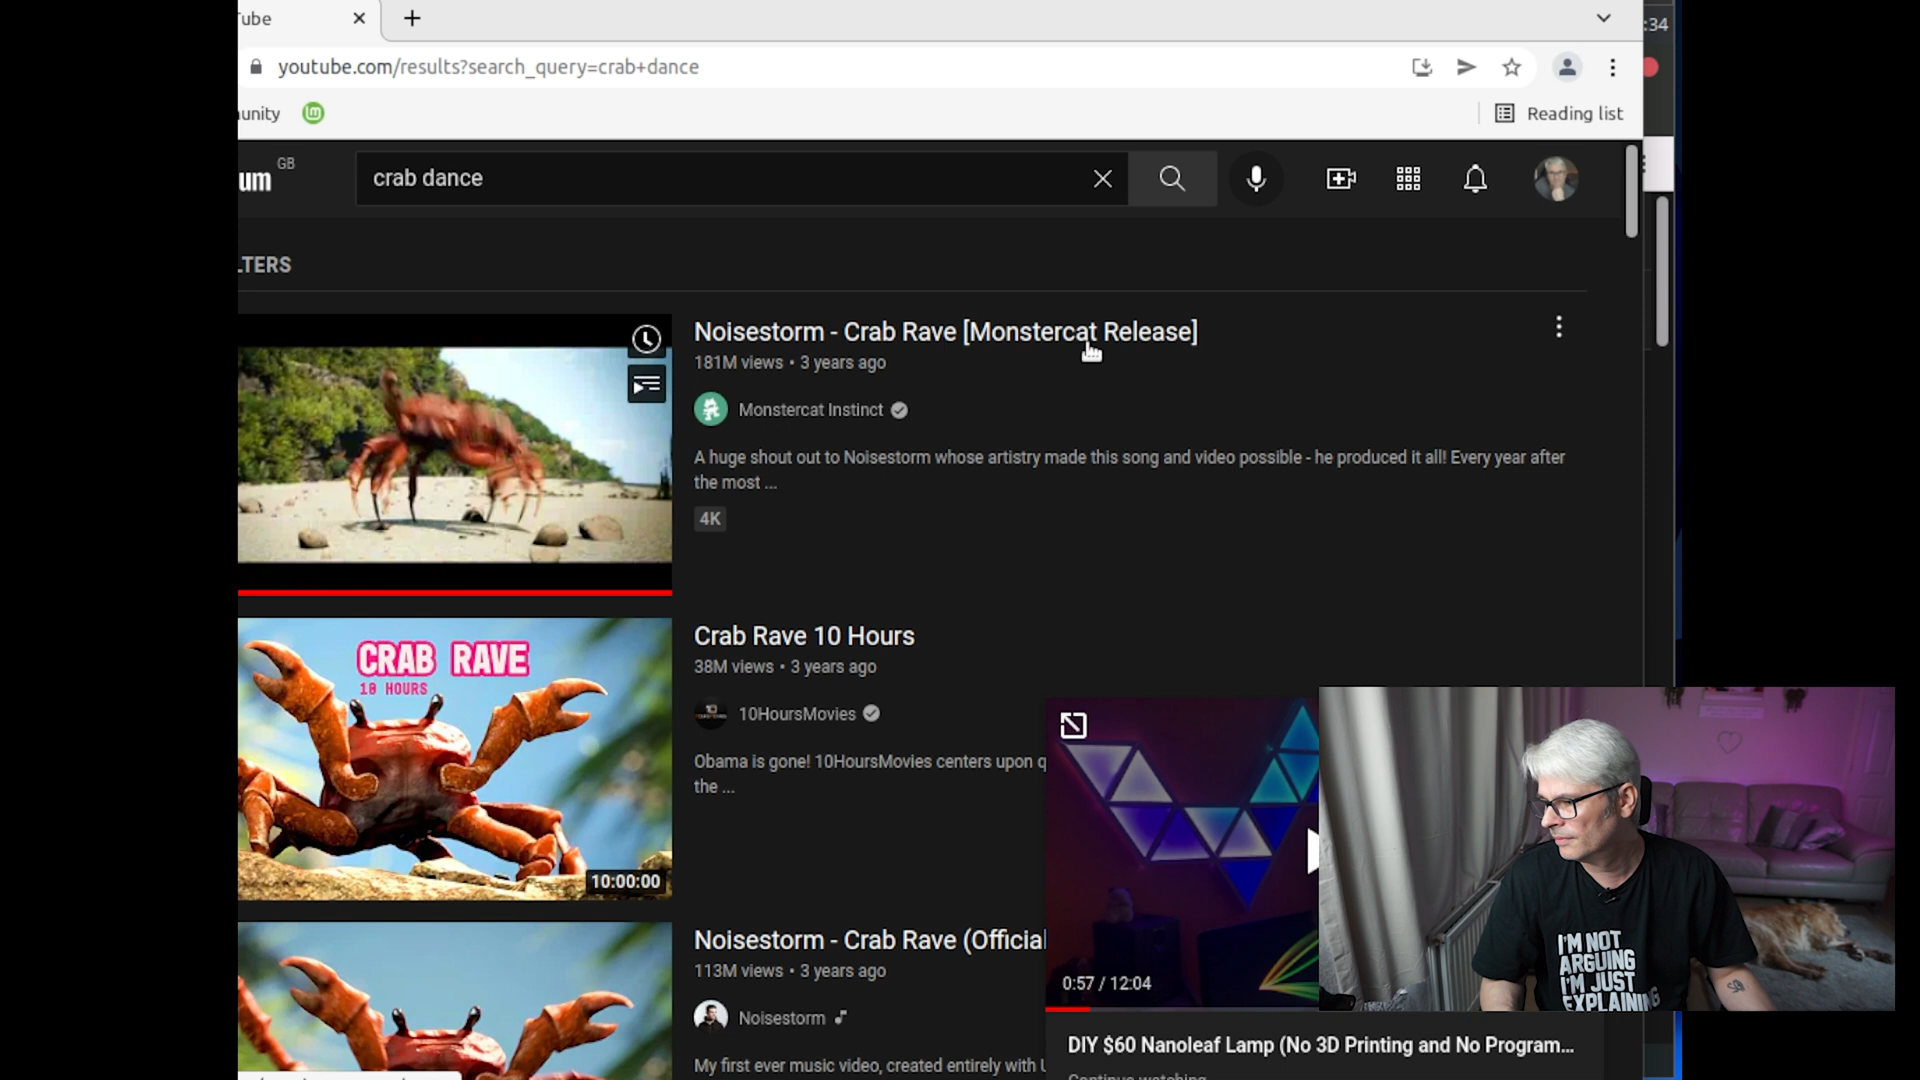 Tube
:34
youtube.com/results?search_query=crab+dance
unity
Reading list
um GB
crab dance
LTERS
Noisestorm - Crab Rave [Monstercat Release]
181M views • 3 years ago
Monstercat Instinct
A huge shout out to Noisestorm whose artistry made this song and video possible - he produced it all! Every year after
the most ...
4K
CRAB RAVE
10 HOURS
10:00:00
Crab Rave 10 Hours
38M views • 3 years ago
10HoursMovies
Obama is gone! 10HoursMovies centers upon q
the ...
Noisestorm - Crab Rave (Official
113M views • 3 years ago
Noisestorm
My first ever music video, created entirely with U
0:57 / 12:04
DIY $60 Nanoleaf Lamp (No 3D Printing and No Program...
Continue watching
I'M NOT
ARGUING
I'M JUST
EXPLAINING